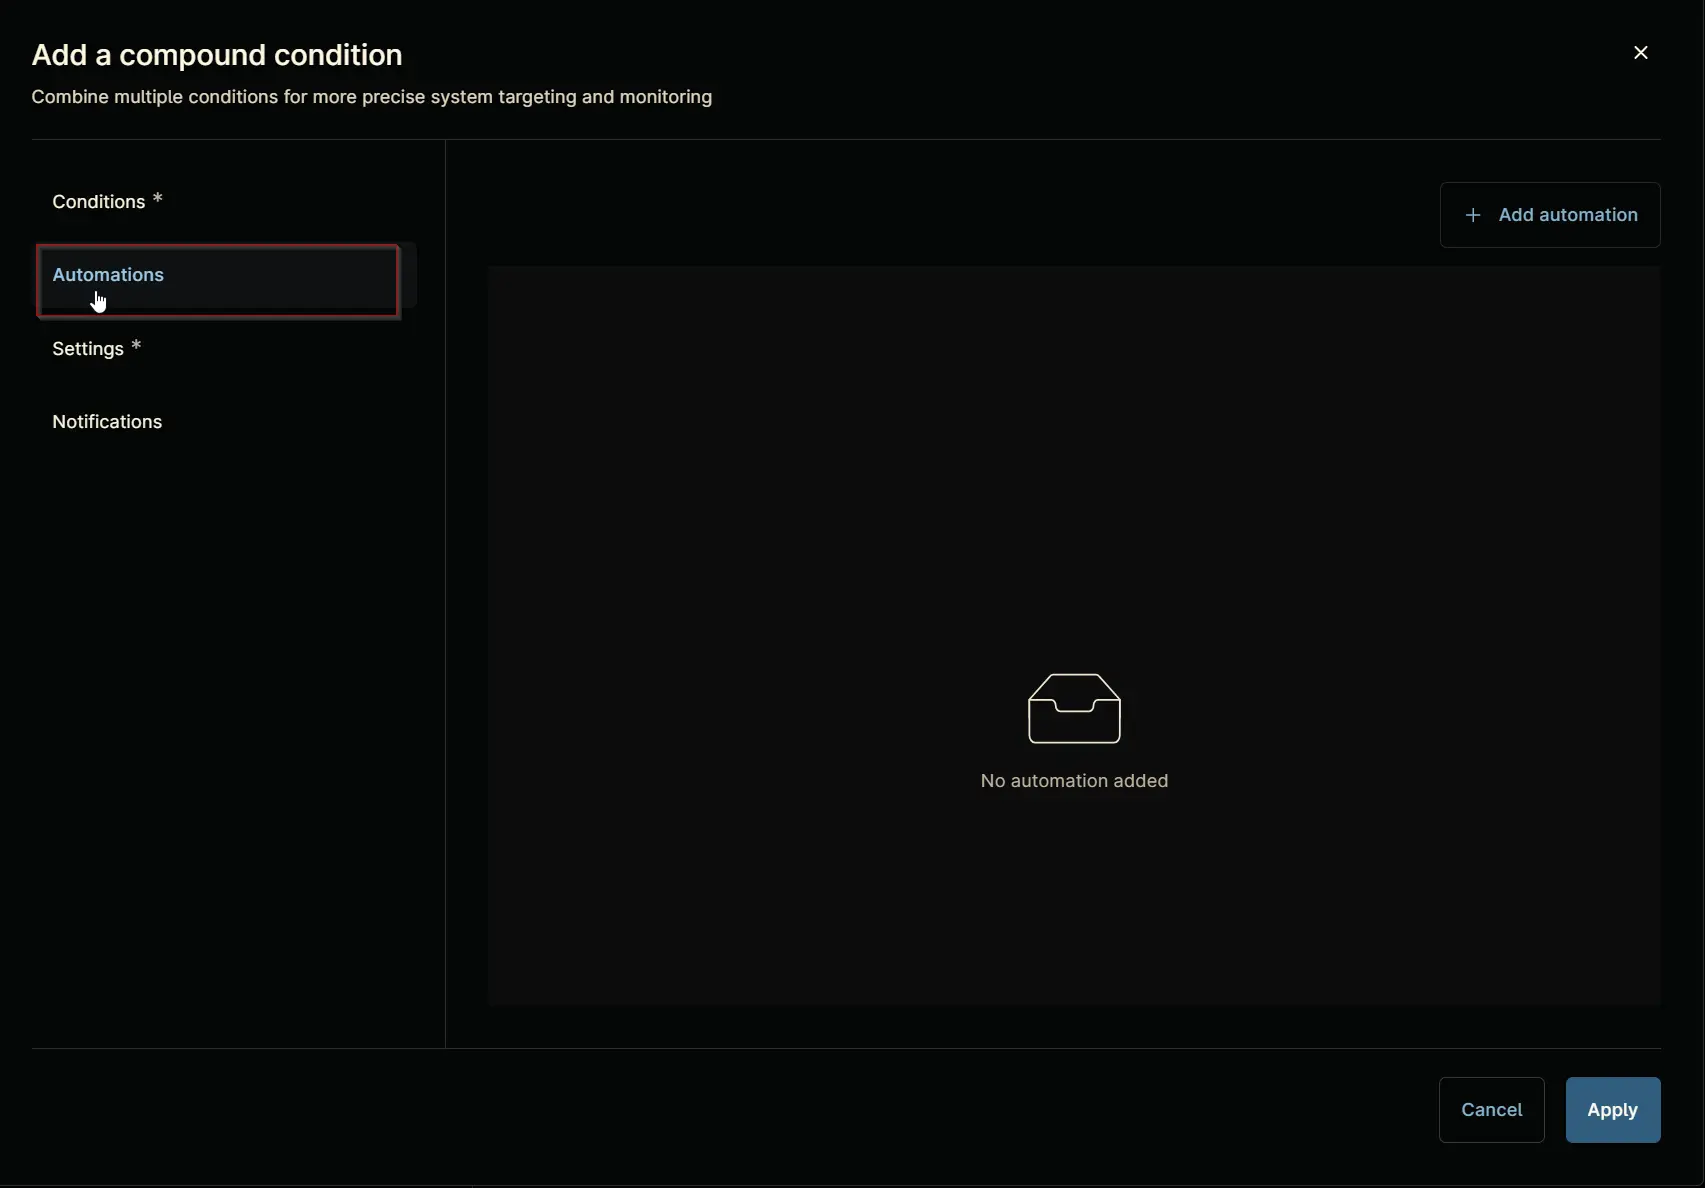 Add a compound condition
Combine multiple conditions for more precise system targeting and monitoring
Conditions *
Automations
Settings *
Notifications
+ Add automation
No automation added
Cancel
Apply